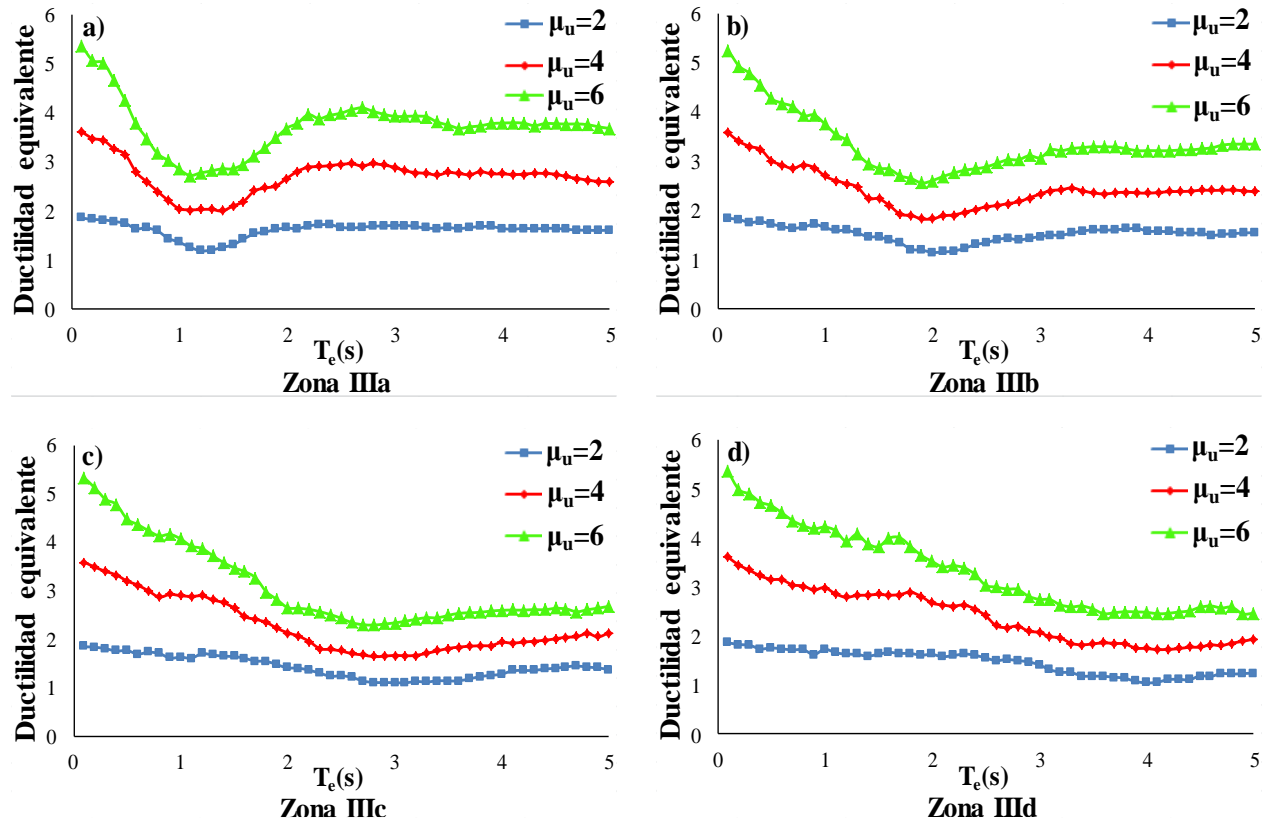 a)
Ductilidad equivalente
6
5
4
3
2
1
0
0 1 2 3 4 5
μu=2
μu=4
μu=6
Te(s)
Zona IIIa
b)
Ductilidad equivalente
6
5
4
3
2
1
0
0 1 2 3 4 5
μu=2
μu=4
μu=6
Te(s)
Zona IIIb
c)
Ductilidad equivalente
6
5
4
3
2
1
0
0 1 2 3 4 5
μu=2
μu=4
μu=6
Te(s)
Zona IIIc
d)
Ductilidad equivalente
6
5
4
3
2
1
0
0 1 2 3 4 5
μu=2
μu=4
μu=6
Te(s)
Zona IIId